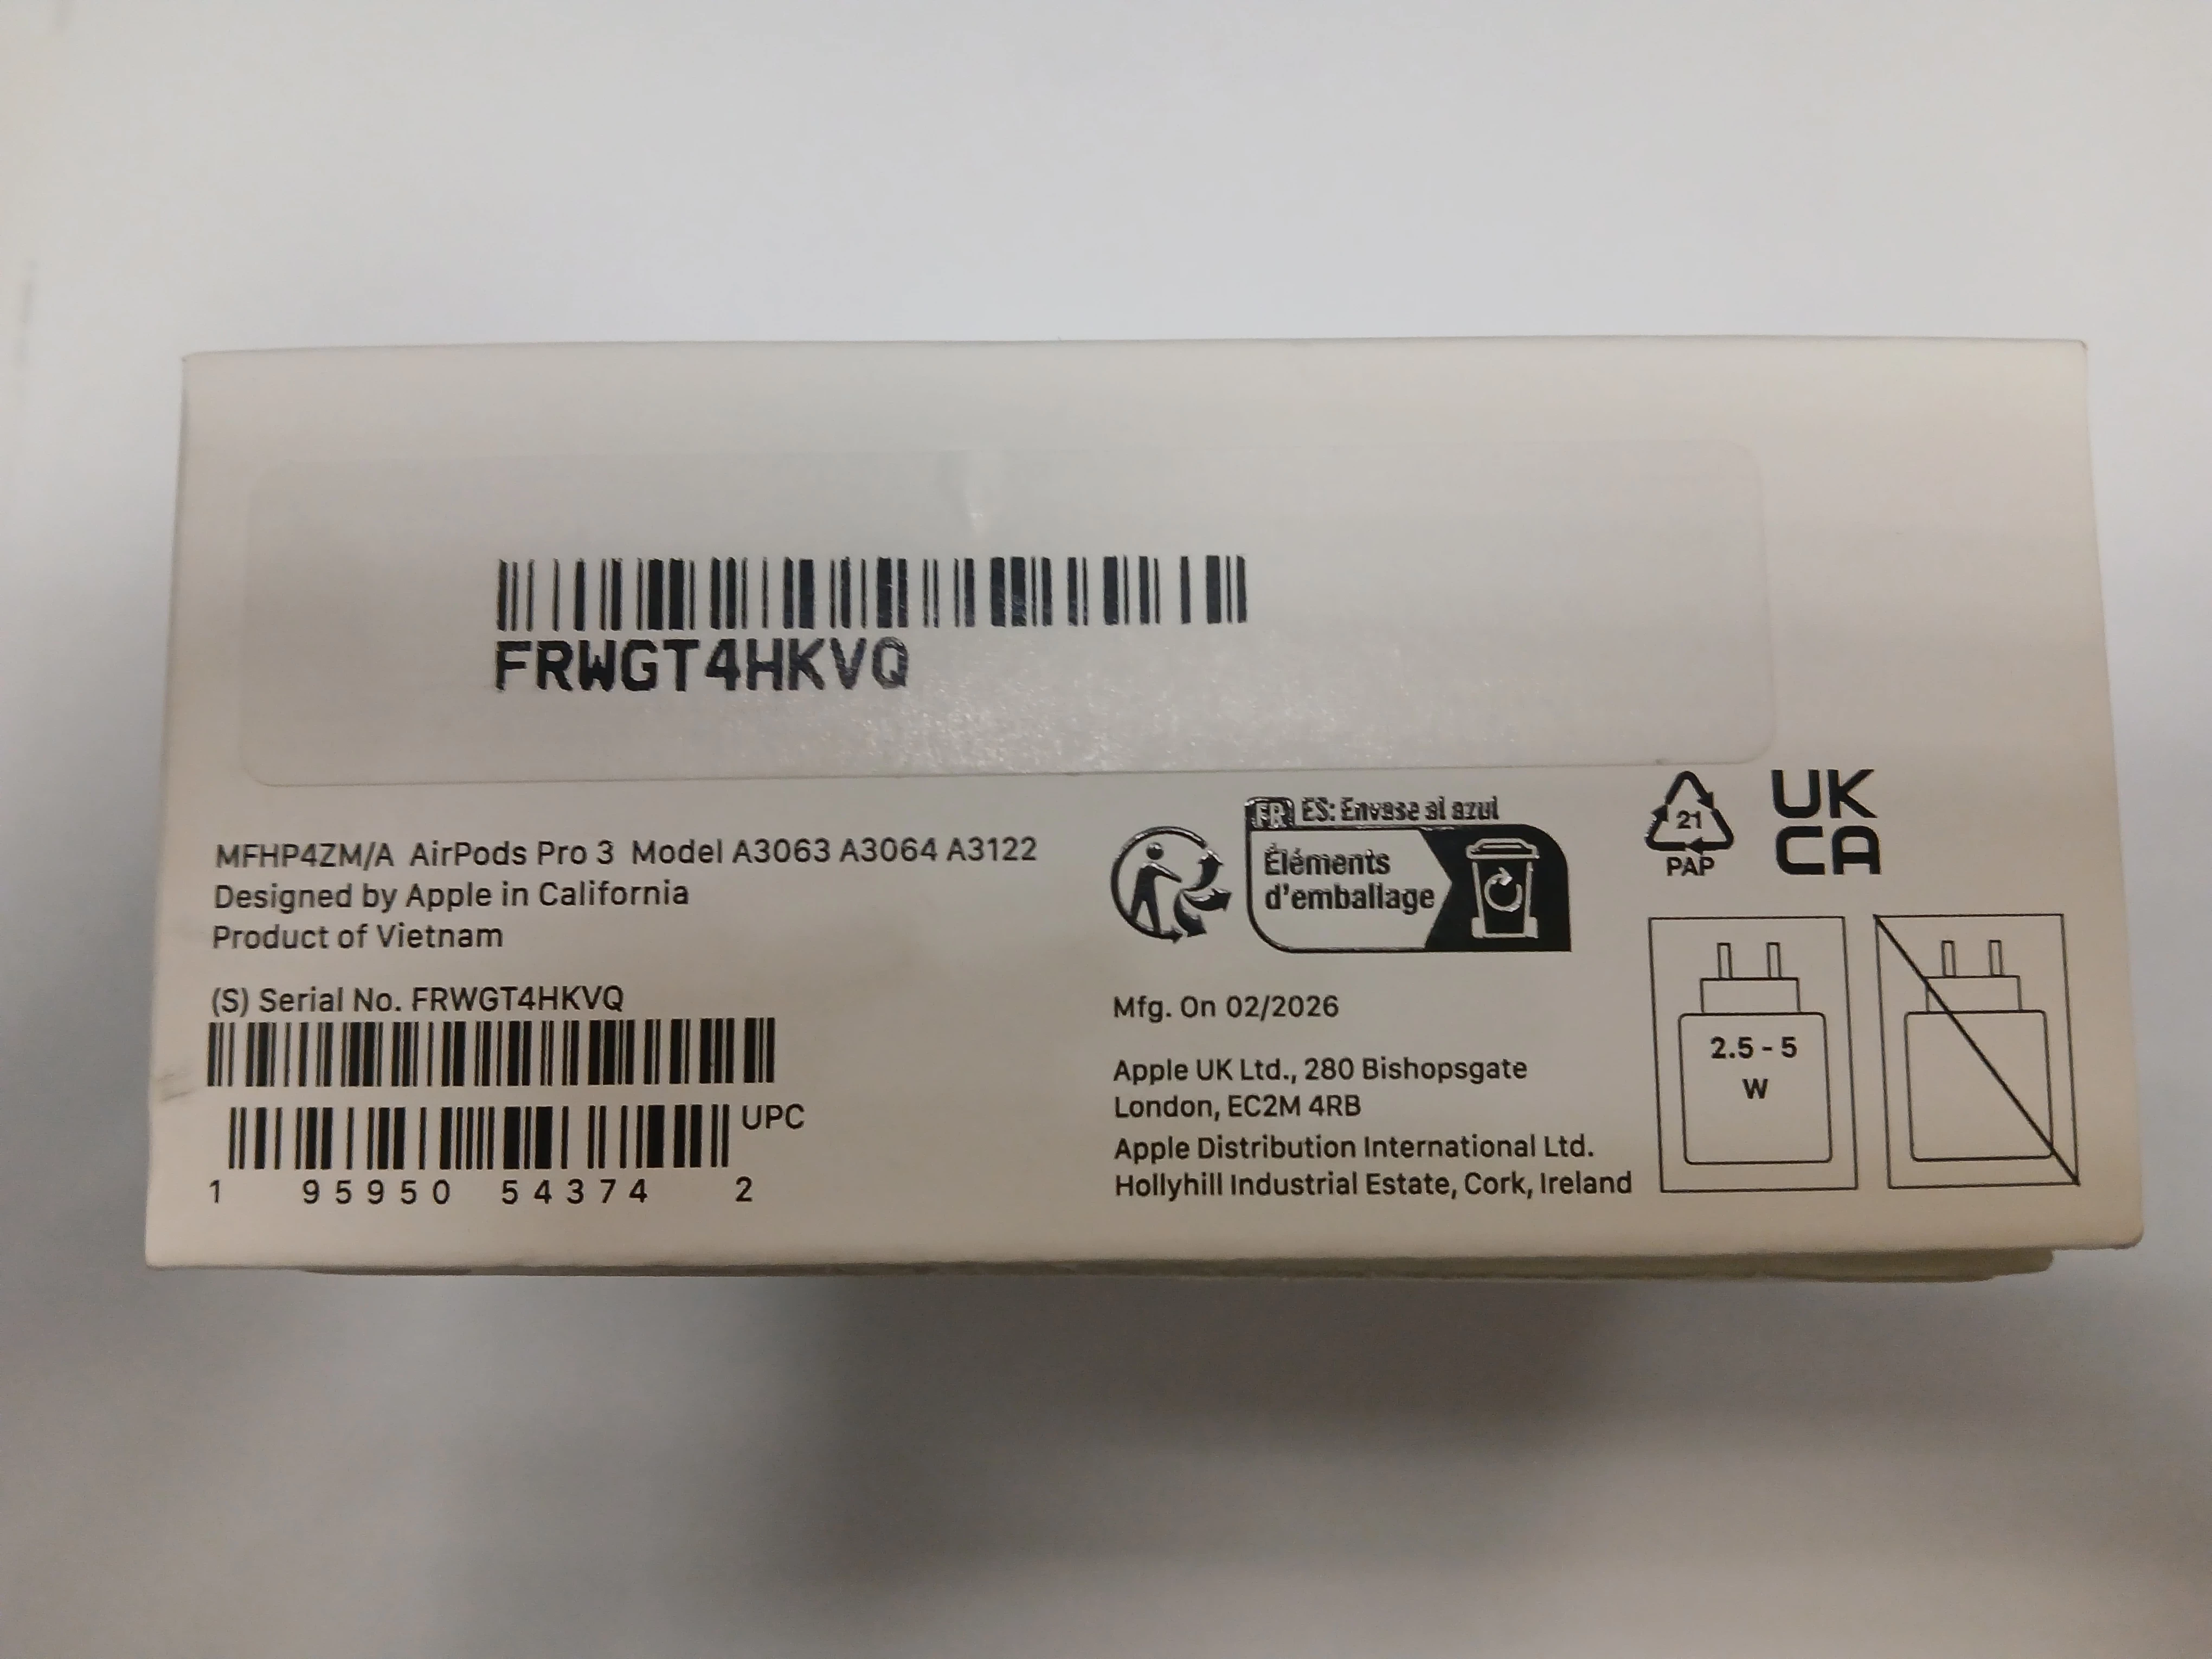 FRWGT4HKVQ
MFHP4ZM/A AirPods Pro 3 Model A3063 A3064 A3122
Designed by Apple in California
Product of Vietnam
(S) Serial No. FRWGT4HKVQ
UPC
1 95950 54374 2
FR ES: Envase al azul
Éléments
d'emballage
Mfg. On 02/2026
Apple UK Ltd., 280 Bishopsgate
London, EC2M 4RB
Apple Distribution International Ltd.
Hollyhill Industrial Estate, Cork, Ireland
21
PAP
UK
CA
2.5 - 5
W